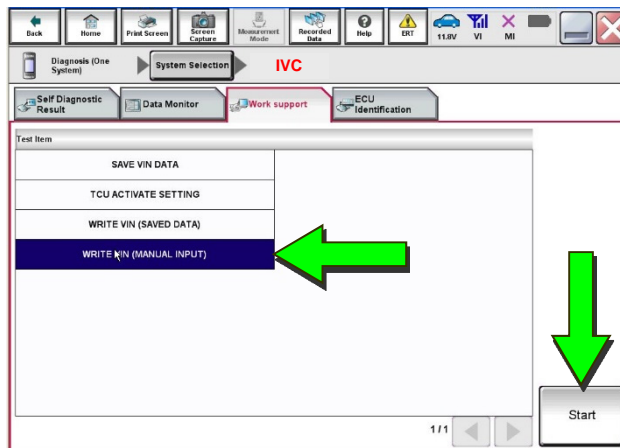 Back
Home
Print Screen
Screen
Capture
Measurement
Mode
Recorded
Data
Help
ERT
11.8V
VI
MI
Diagnosis (One
System)
System Selection
IVC
Self Diagnostic
Result
Data Monitor
Work support
ECU
Identification
Test Item
SAVE VIN DATA
TCU ACTIVATE SETTING
WRITE VIN (SAVED DATA)
WRITE VIN (MANUAL INPUT)
1/1
Start